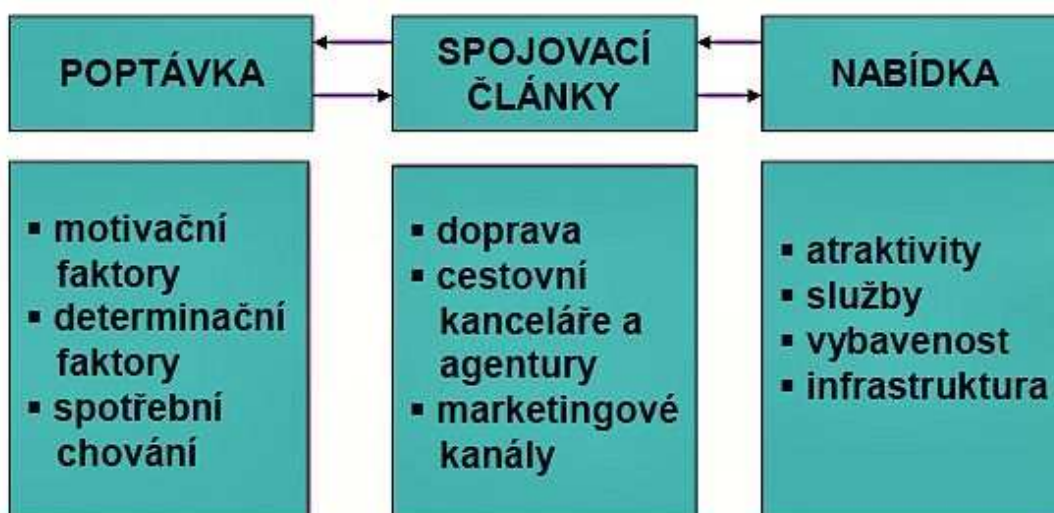 POPTÁVKA
SPOJOVACÍ
ČLÁNKY
NABÍDKA
▪ motivační
faktory
▪ determinační
faktory
▪ spotřební
chování
▪ doprava
▪ cestovní
kanceláře a
agentury
▪ marketingové
kanály
▪ atraktivity
▪ služby
▪ vybavenost
▪ infrastruktura